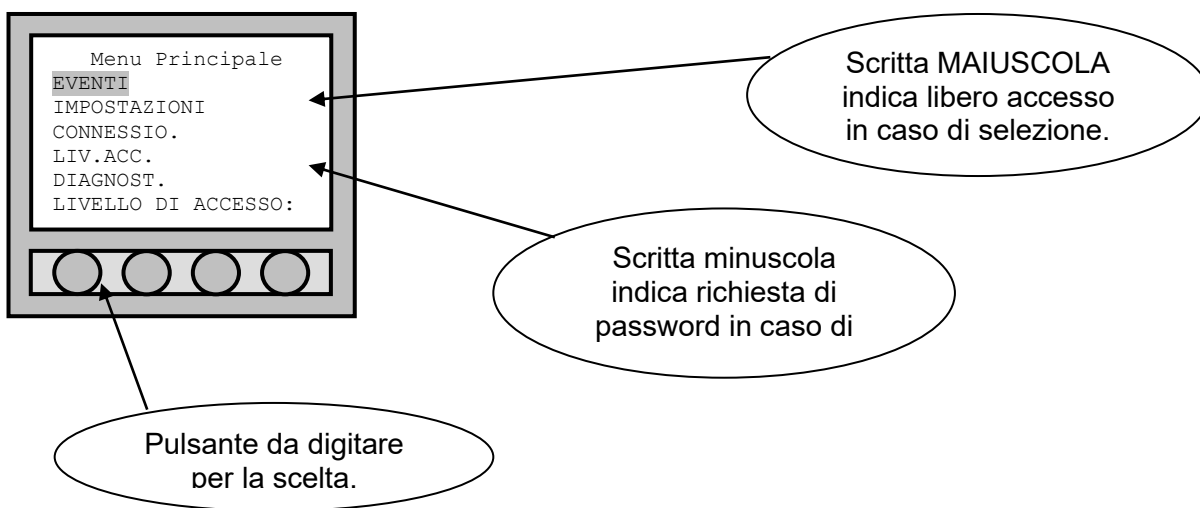 Menu Principale
EVENTI
IMPOSTAZIONI
CONNESSIO.
LIV.ACC.
DIAGNOST.
LIVELLO DI ACCESSO:
Scritta MAIUSCOLA
indica libero accesso
in caso di selezione.
Scritta minuscola
indica richiesta di
password in caso di
Pulsante da digitare
per la scelta.